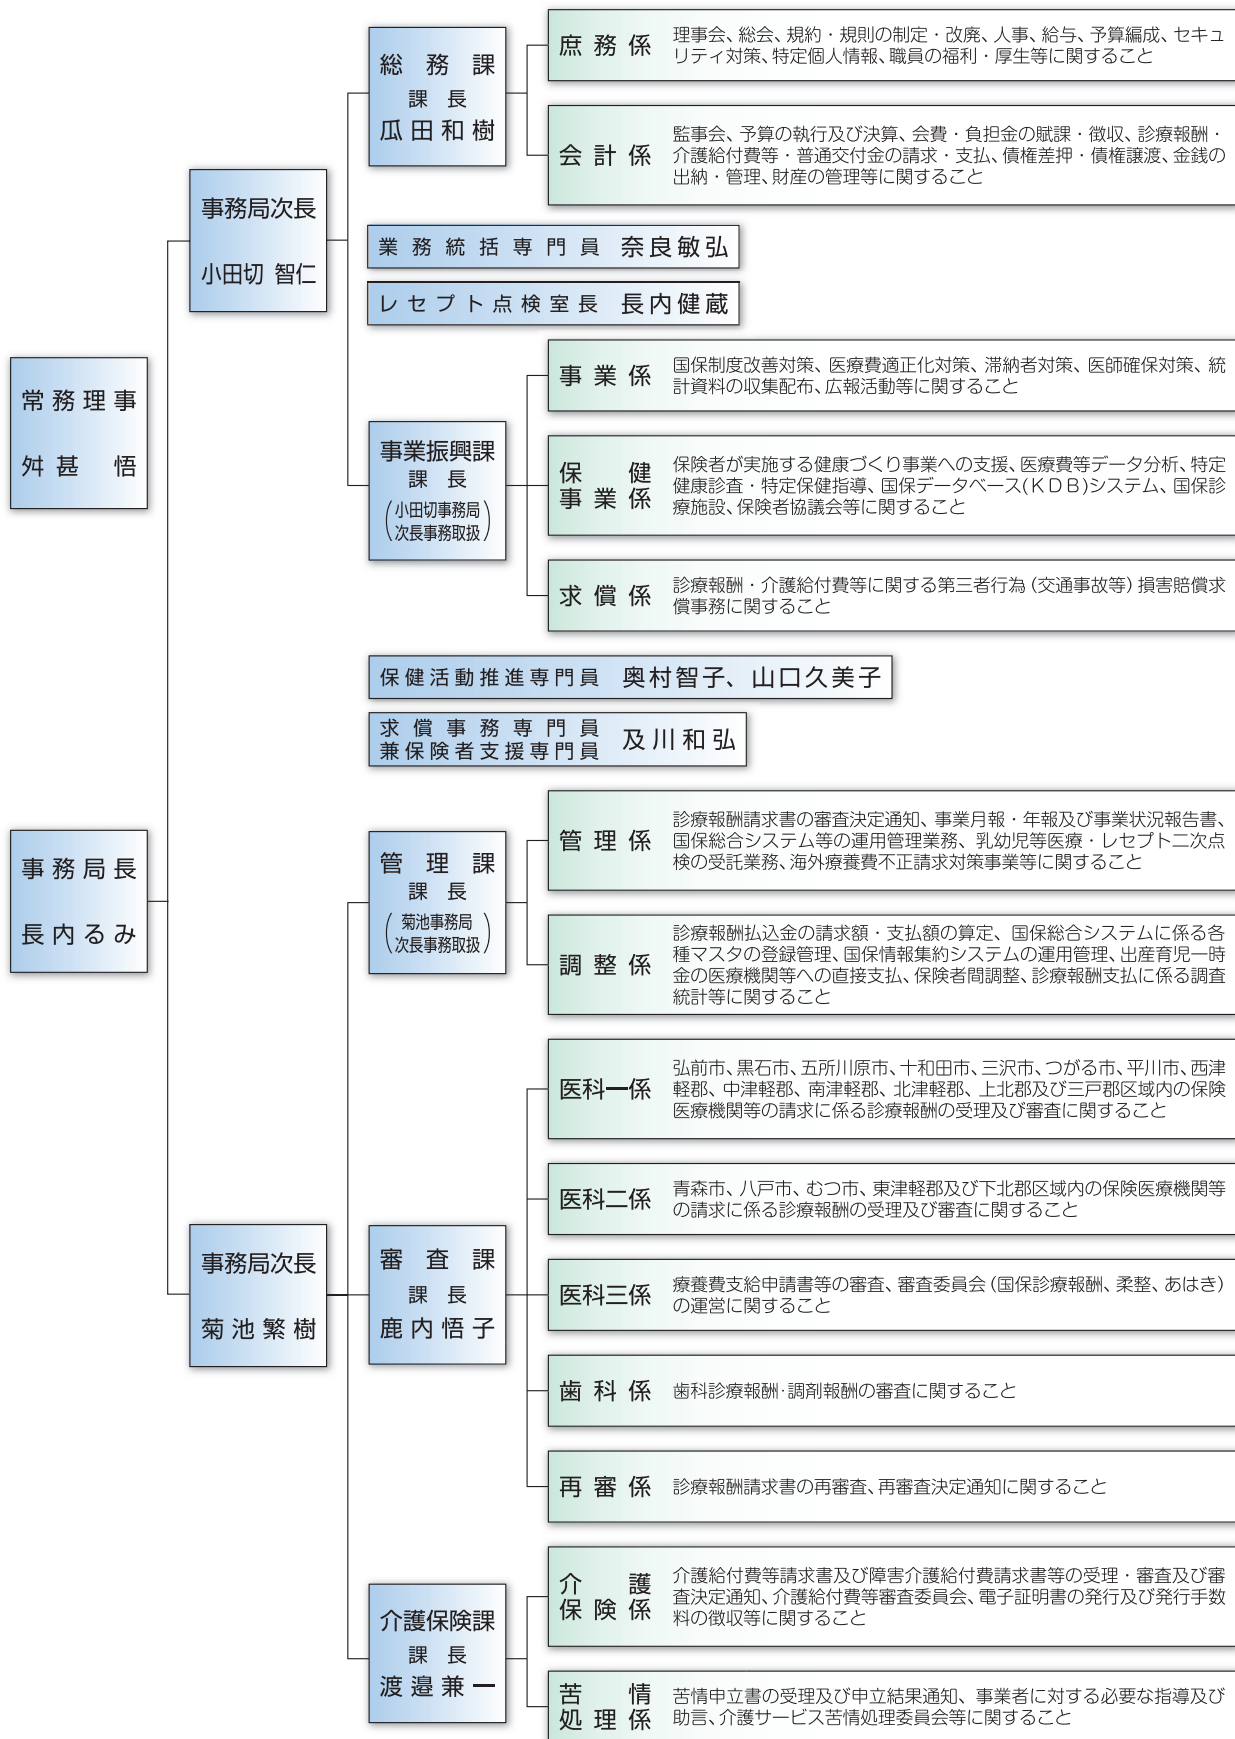 常務理事
舛甚 悟
事務局長
長内るみ
事務局次長
小田切 智仁
総務課
課長
瓜田和樹
庶務係
理事会、総会、規約・規則の制定・改廃、人事、給与、予算編成、セキュ
リティ対策、特定個人情報、職員の福利・厚生等に関すること
会計係
監事会、予算の執行及び決算、会費・負担金の賦課・徴収、診療報酬・
介護給付費等・普通交付金の請求・支払、債権差押・債権譲渡、金銭の
出納・管理、財産の管理等に関すること
業務統括専門員 奈良敏弘
レセプト点検室長 長内健蔵
事業振興課
課長
(小田切事務局
次長事務取扱)
事業係
国保制度改善対策、医療費適正化対策、滞納者対策、医師確保対策、統
計資料の収集配布、広報活動等に関すること
保健
事業係
保険者が実施する健康づくり事業への支援、医療費等データ分析、特定
健康診査・特定保健指導、国保データベース(KDB)システム、国保診
療施設、保険者協議会等に関すること
求償係
診療報酬・介護給付費等に関する第三者行為(交通事故等)損害賠償求
償事務に関すること
保健活動推進専門員 奥村智子、山口久美子
求償事務専門員
兼保険者支援専門員 及川和弘
事務局次長
菊池繁樹
管理課
課長
(菊池事務局
次長事務取扱)
管理係
診療報酬請求書の審査決定通知、事業月報・年報及び事業状況報告書、
国保総合システム等の運用管理業務、乳幼児等医療・レセプト二次点
検の受託業務、海外療養費不正請求対策事業等に関すること
調整係
診療報酬払込金の請求額・支払額の算定、国保総合システムに係る各
種マスタの登録管理、国保情報集約システムの運用管理、出産育児一時
金の医療機関等への直接支払、保険者間調整、診療報酬支払に係る調査
統計等に関すること
審査課
課長
鹿内悟子
医科一係
弘前市、黒石市、五所川原市、十和田市、三沢市、つがる市、平川市、西津
軽郡、中津軽郡、南津軽郡、北津軽郡、上北郡及び三戸郡区域内の保険
医療機関等の請求に係る診療報酬の受理及び審査に関すること
医科二係
青森市、八戸市、むつ市、東津軽郡及び下北郡区域内の保険医療機関等
の請求に係る診療報酬の受理及び審査に関すること
医科三係
療養費支給申請書等の審査、審査委員会(国保診療報酬、柔整、あはき)
の運営に関すること
歯科係
歯科診療報酬・調剤報酬の審査に関すること
再審係
診療報酬請求書の再審査、再審査決定通知に関すること
介護保険課
課長
渡邉兼一
介護
保険係
介護給付費等請求書及び障害介護給付費請求書等の受理・審査及び審
査決定通知、介護給付費等審査委員会、電子証明書の発行及び発行手数
料の徴収等に関すること
苦情
処理係
苦情申立書の受理及び申立結果通知、事業者に対する必要な指導及び
助言、介護サービス苦情処理委員会等に関すること